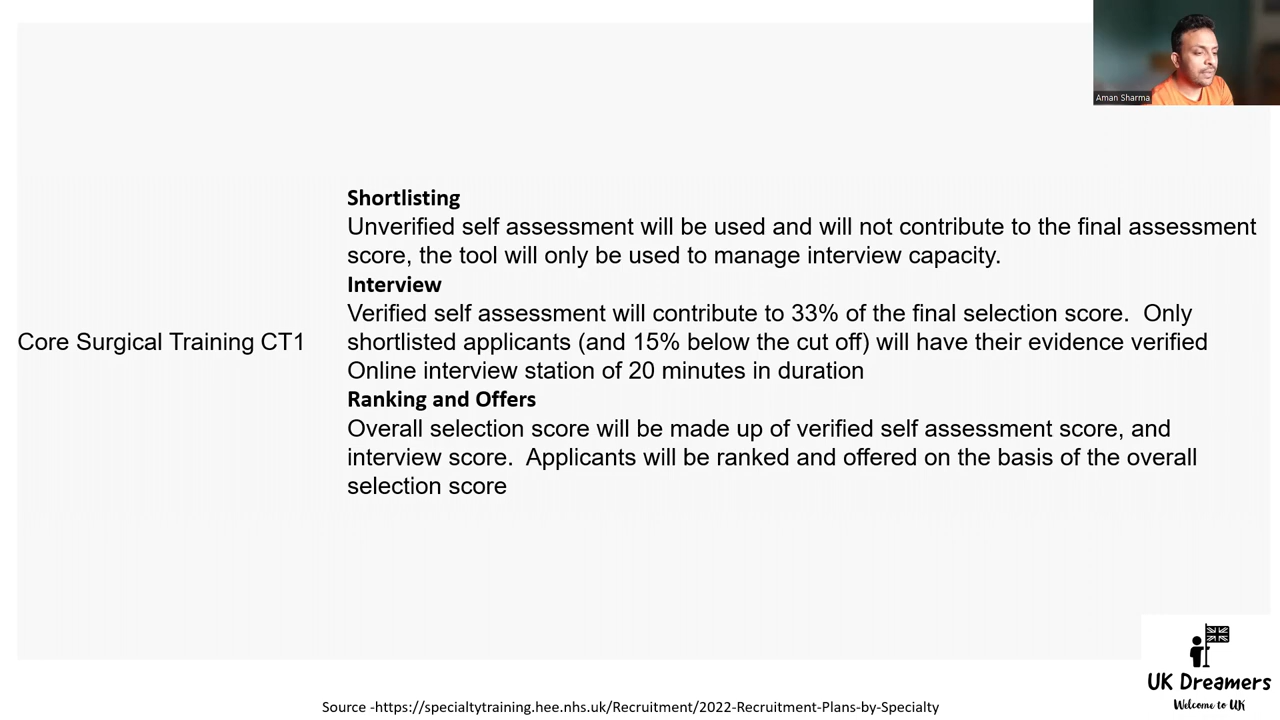 Aman Sharma
Shortlisting
Unverified self assessment will be used and will not contribute to the final assessment
score, the tool will only be used to manage interview capacity.
Interview
Verified self assessment will contribute to 33% of the final selection score.  Only
shortlisted applicants (and 15% below the cut off) will have their evidence verified
Online interview station of 20 minutes in duration
Ranking and Offers
Overall selection score will be made up of verified self assessment score, and
interview score.  Applicants will be ranked and offered on the basis of the overall
selection score
Core Surgical Training CT1
UK Dreamers
Welcome to UK
Source -https://specialtytraining.hee.nhs.uk/Recruitment/2022-Recruitment-Plans-by-Specialty